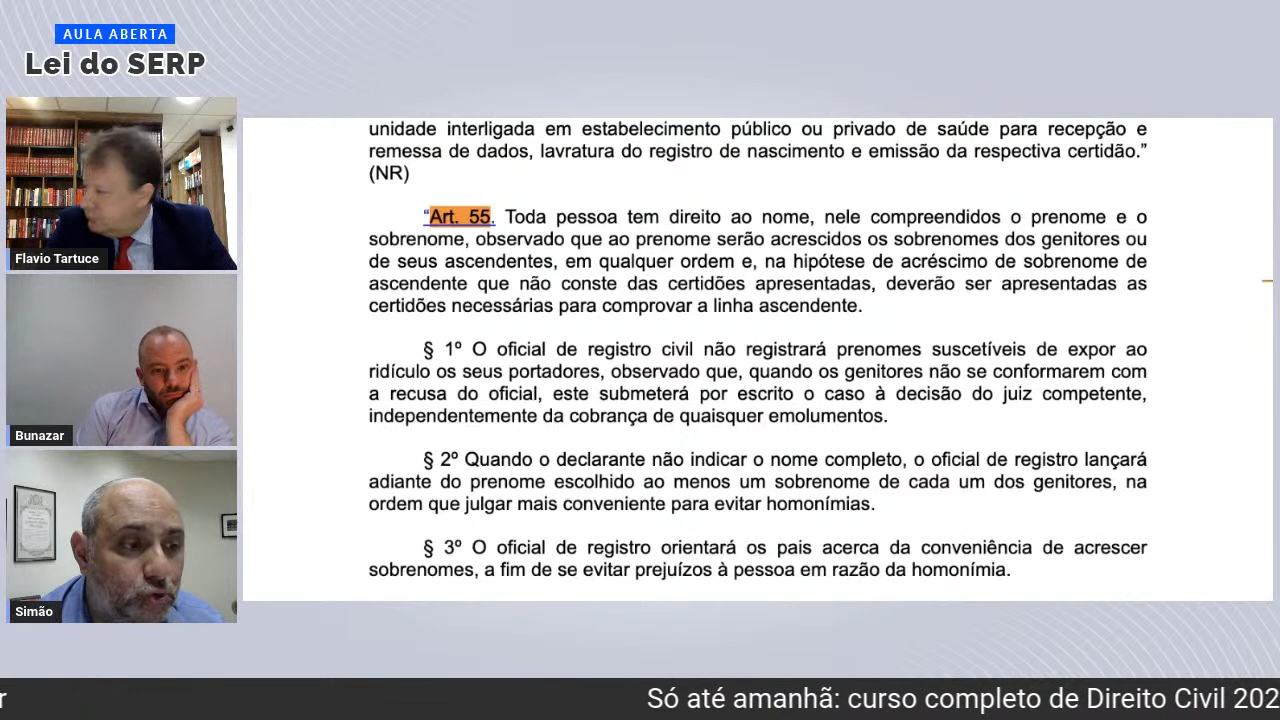 AULA ABERTA
Lei do SERP
Flavio Tartuce
Bunazar
Simão
unidade interligada em estabelecimento público ou privado de saúde para recepção e
remessa de dados, lavratura do registro de nascimento e emissão da respectiva certidão.”
(NR)
“Art. 55. Toda pessoa tem direito ao nome, nele compreendidos o prenome e o
sobrenome, observado que ao prenome serão acrescidos os sobrenomes dos genitores ou
de seus ascendentes, em qualquer ordem e, na hipótese de acréscimo de sobrenome de
ascendente que não conste das certidões apresentadas, deverão ser apresentadas as
certidões necessárias para comprovar a linha ascendente.
§ 1º O oficial de registro civil não registrará prenomes suscetíveis de expor ao
ridículo os seus portadores, observado que, quando os genitores não se conformarem com
a recusa do oficial, este submeterá por escrito o caso à decisão do juiz competente,
independentemente da cobrança de quaisquer emolumentos.
§ 2º Quando o declarante não indicar o nome completo, o oficial de registro lançará
adiante do prenome escolhido ao menos um sobrenome de cada um dos genitores, na
ordem que julgar mais conveniente para evitar homonímias.
§ 3º O oficial de registro orientará os pais acerca da conveniência de acrescer
sobrenomes, a fim de se evitar prejuízos à pessoa em razão da homonímia.
r Só até amanhã: curso completo de Direito Civil 202